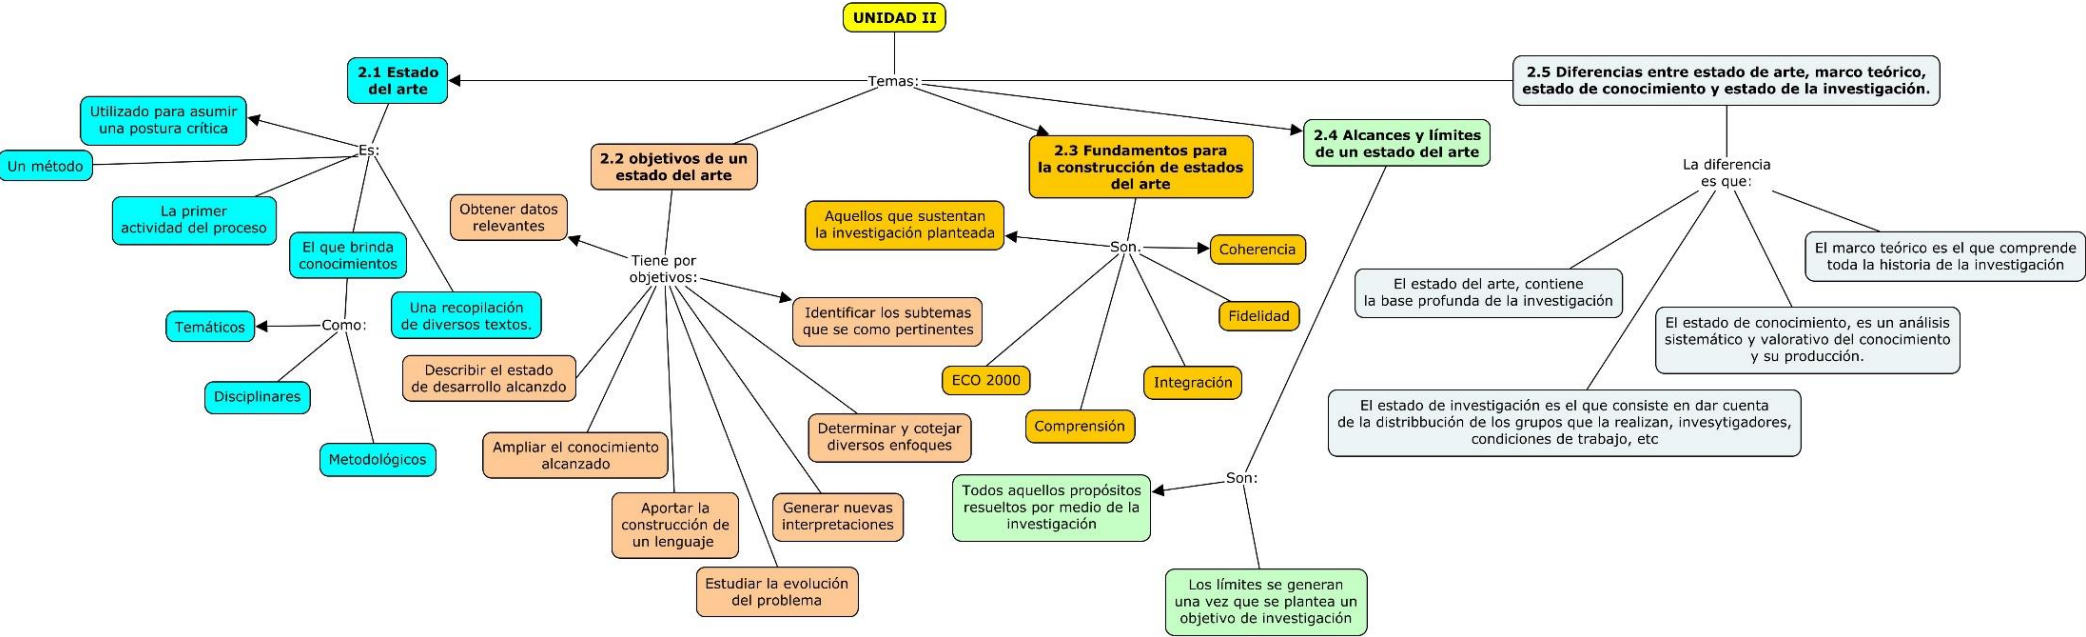 UNIDAD II
Temas:
2.1 Estado
del arte
Es:
Utilizado para asumir
una postura crítica
Un método
La primer
actividad del proceso
El que brinda
conocimientos
Una recopilación
de diversos textos.
Como:
Temáticos
Disciplinares
Metodológicos
2.2 objetivos de un
estado del arte
Tiene por
objetivos:
Obtener datos
relevantes
Identificar los subtemas
que se como pertinentes
Describir el estado
de desarrollo alcanzdo
Ampliar el conocimiento
alcanzado
Aportar la
construcción de
un lenguaje
Estudiar la evolución
del problema
Generar nuevas
interpretaciones
Determinar y cotejar
diversos enfoques
2.3 Fundamentos para
la construcción de estados
del arte
Son.
Aquellos que sustentan
la investigación planteada
Coherencia
Fidelidad
Integración
Comprensión
ECO 2000
2.4 Alcances y límites
de un estado del arte
Son:
Todos aquellos propósitos
resueltos por medio de la
investigación
Los límites se generan
una vez que se plantea un
objetivo de investigación
2.5 Diferencias entre estado de arte, marco teórico,
estado de conocimiento y estado de la investigación.
La diferencia
es que:
El estado del arte, contiene
la base profunda de la investigación
El marco teórico es el que comprende
toda la historia de la investigación
El estado de conocimiento, es un análisis
sistemático y valorativo del conocimiento
y su producción.
El estado de investigación es el que consiste en dar cuenta
de la distribbución de los grupos que la realizan, invesytigadores,
condiciones de trabajo, etc